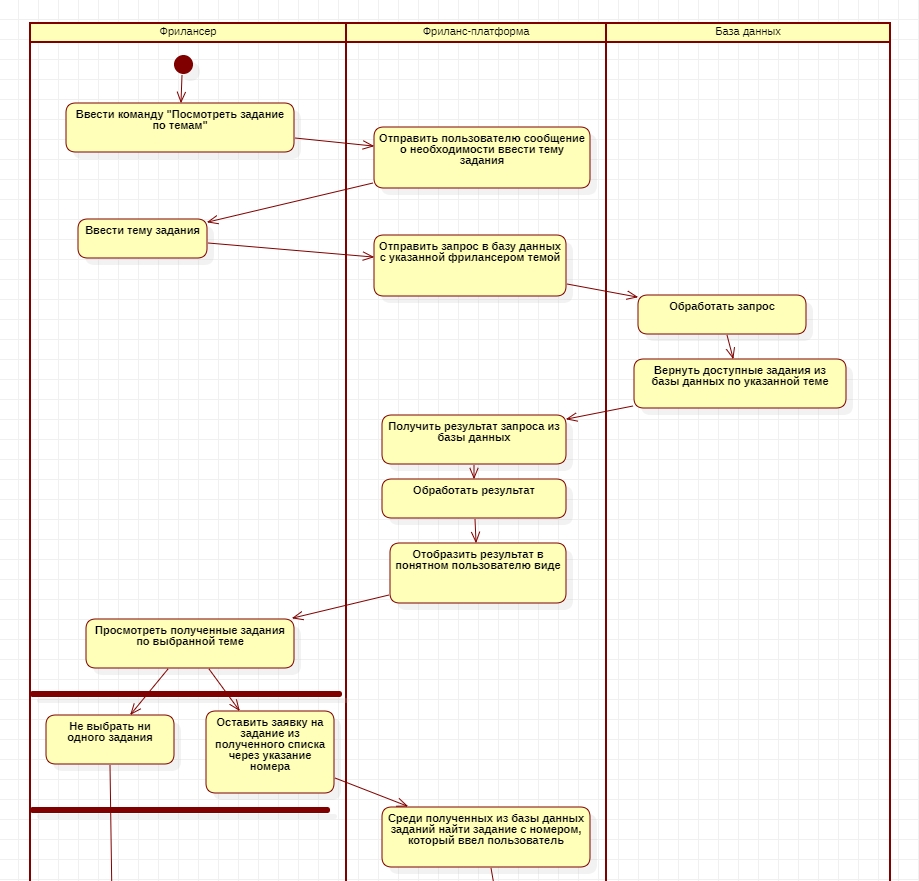 Фрилансер
Фриланс-платформа
База данных
Ввести команду "Посмотреть задание
по темам"
Отправить пользователю сообщение
о необходимости ввести тему
задания
Ввести тему задания
Отправить запрос в базу данных
с указанной фрилансером темой
Обработать запрос
Вернуть доступные задания из
базы данных по указанной теме
Получить результат запроса из
базы данных
Обработать результат
Отобразить результат в
понятном пользователю виде
Просмотреть полученные задания
по выбранной теме
Не выбрать ни
одного задания
Оставить заявку на
задание из
полученного списка
через указание
номера
Среди полученных из базы данных
заданий найти задание с номером,
который ввел пользователь